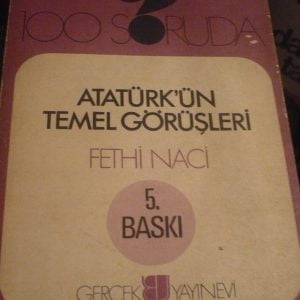 100 SORUDA
ATATÜRK'ÜN
TEMEL GÖRÜŞLERİ
FETHİ NACİ
5.
BASKI
GERÇEK YAYINEVİ